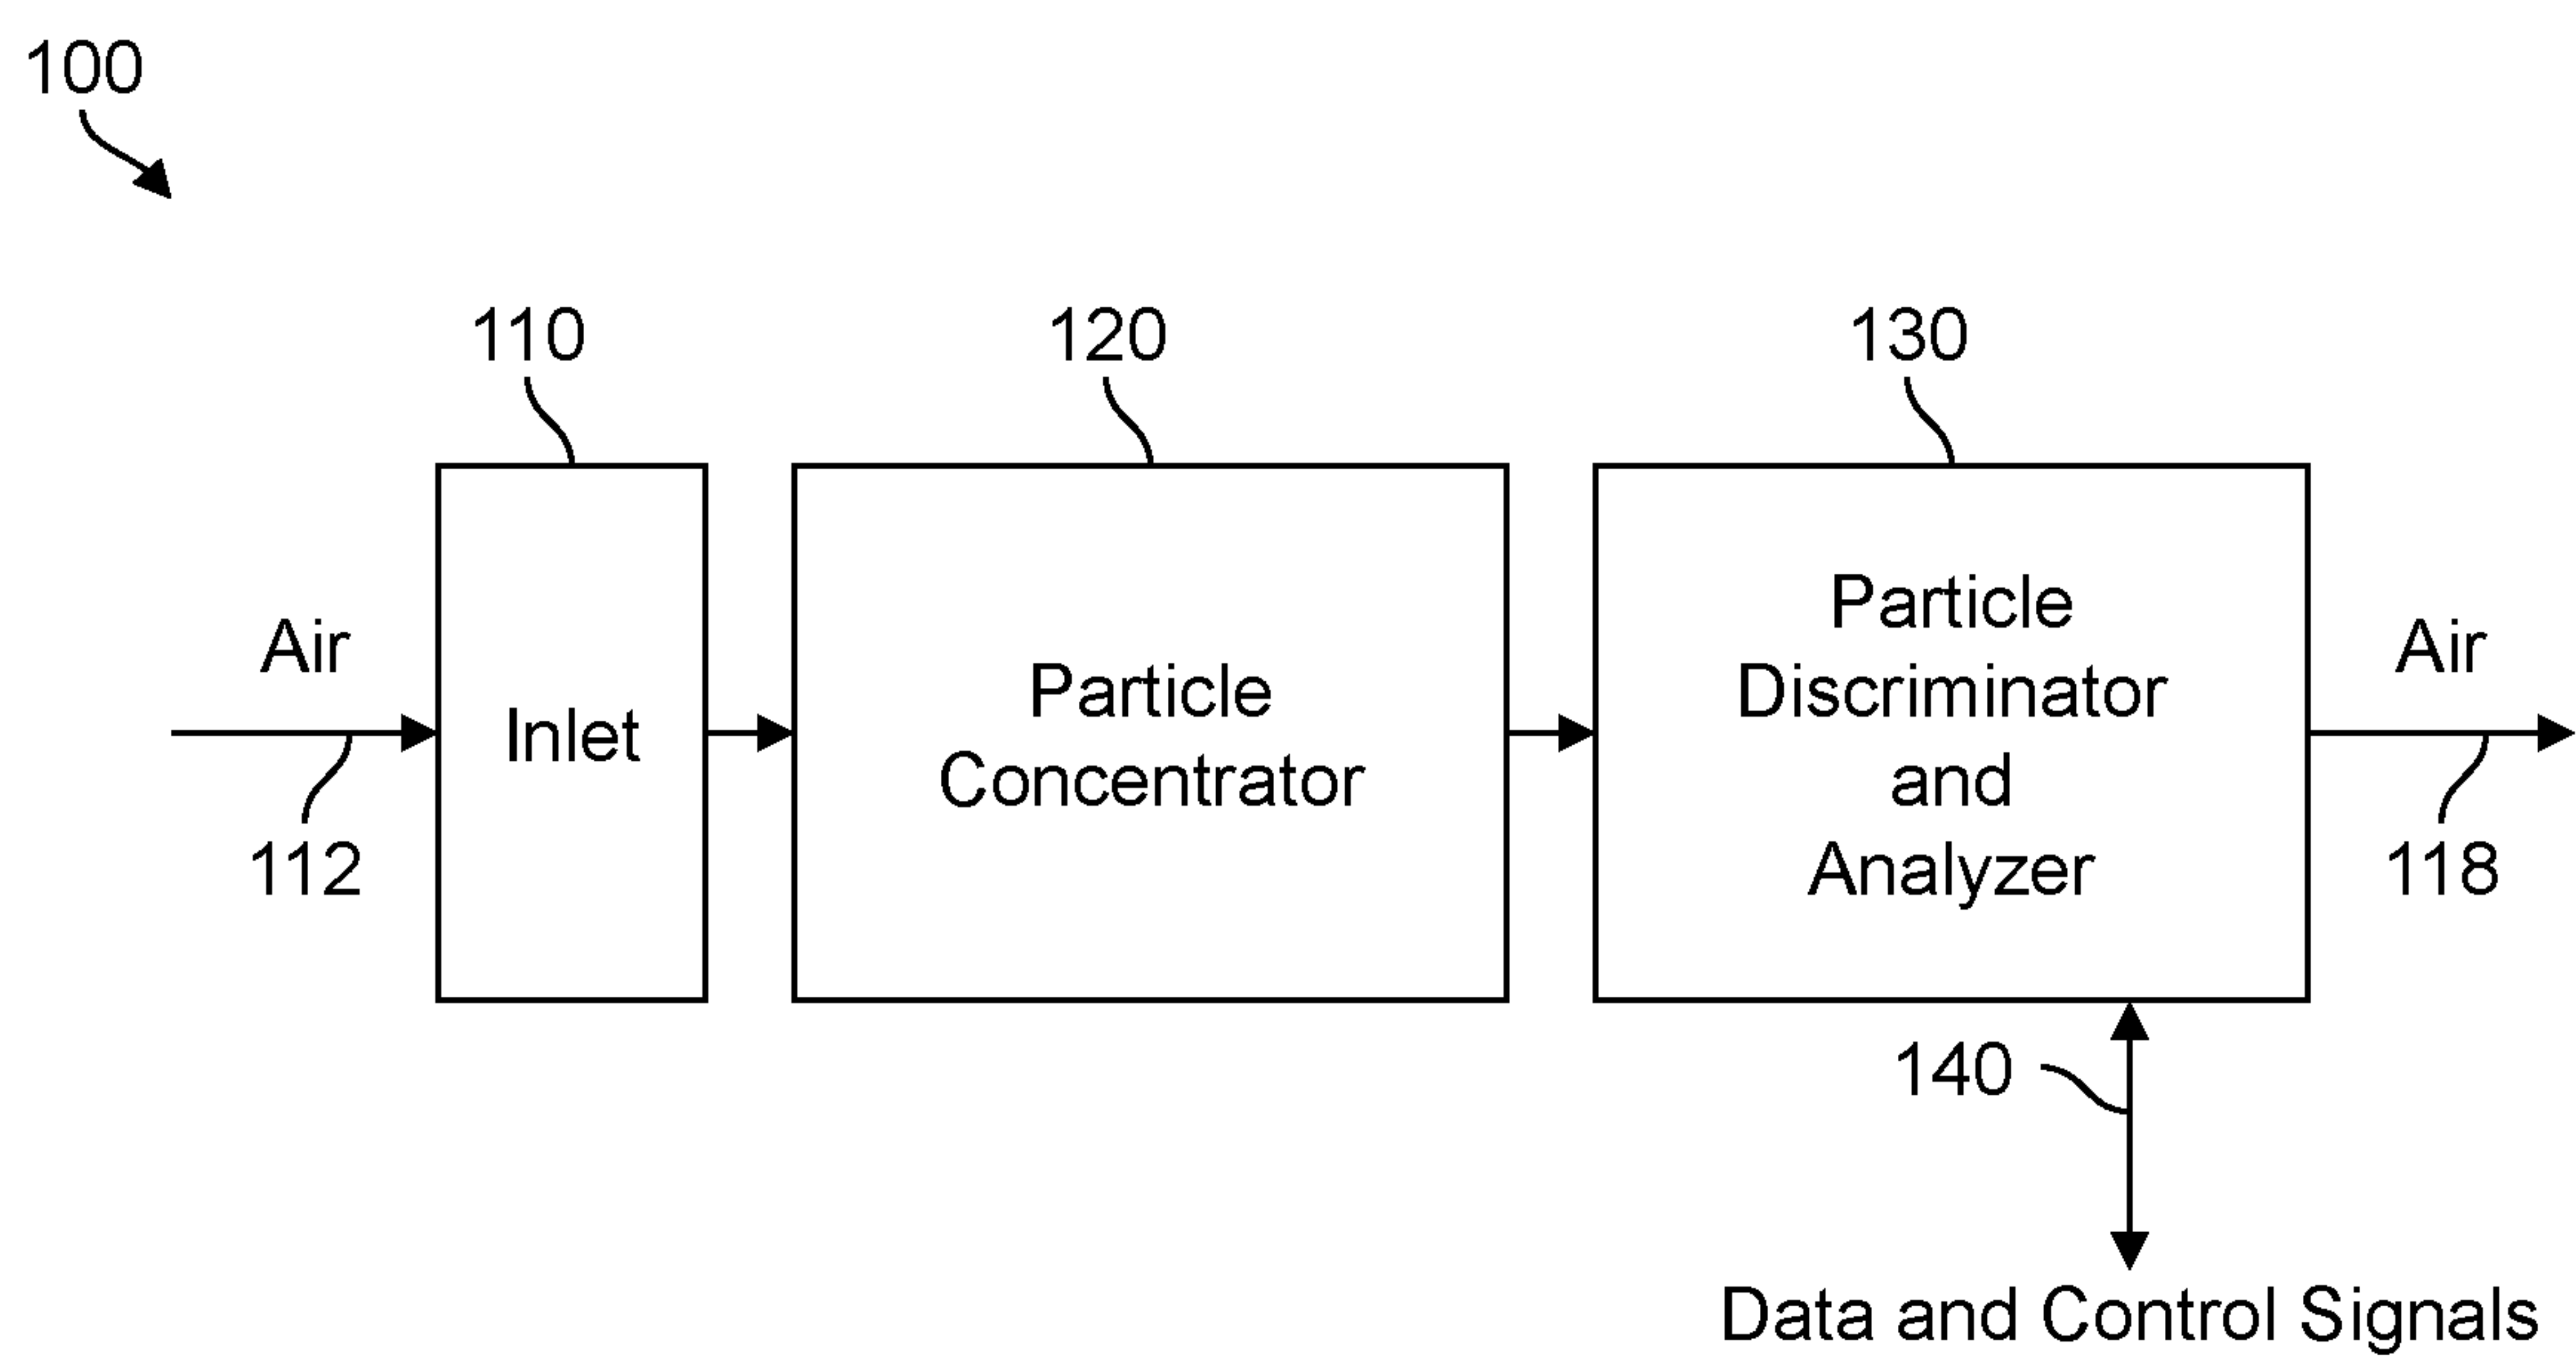 100
110
120
130
Air
Inlet
Particle
Concentrator
Particle
Discriminator
and
Analyzer
Air
112
118
140
Data and Control Signals